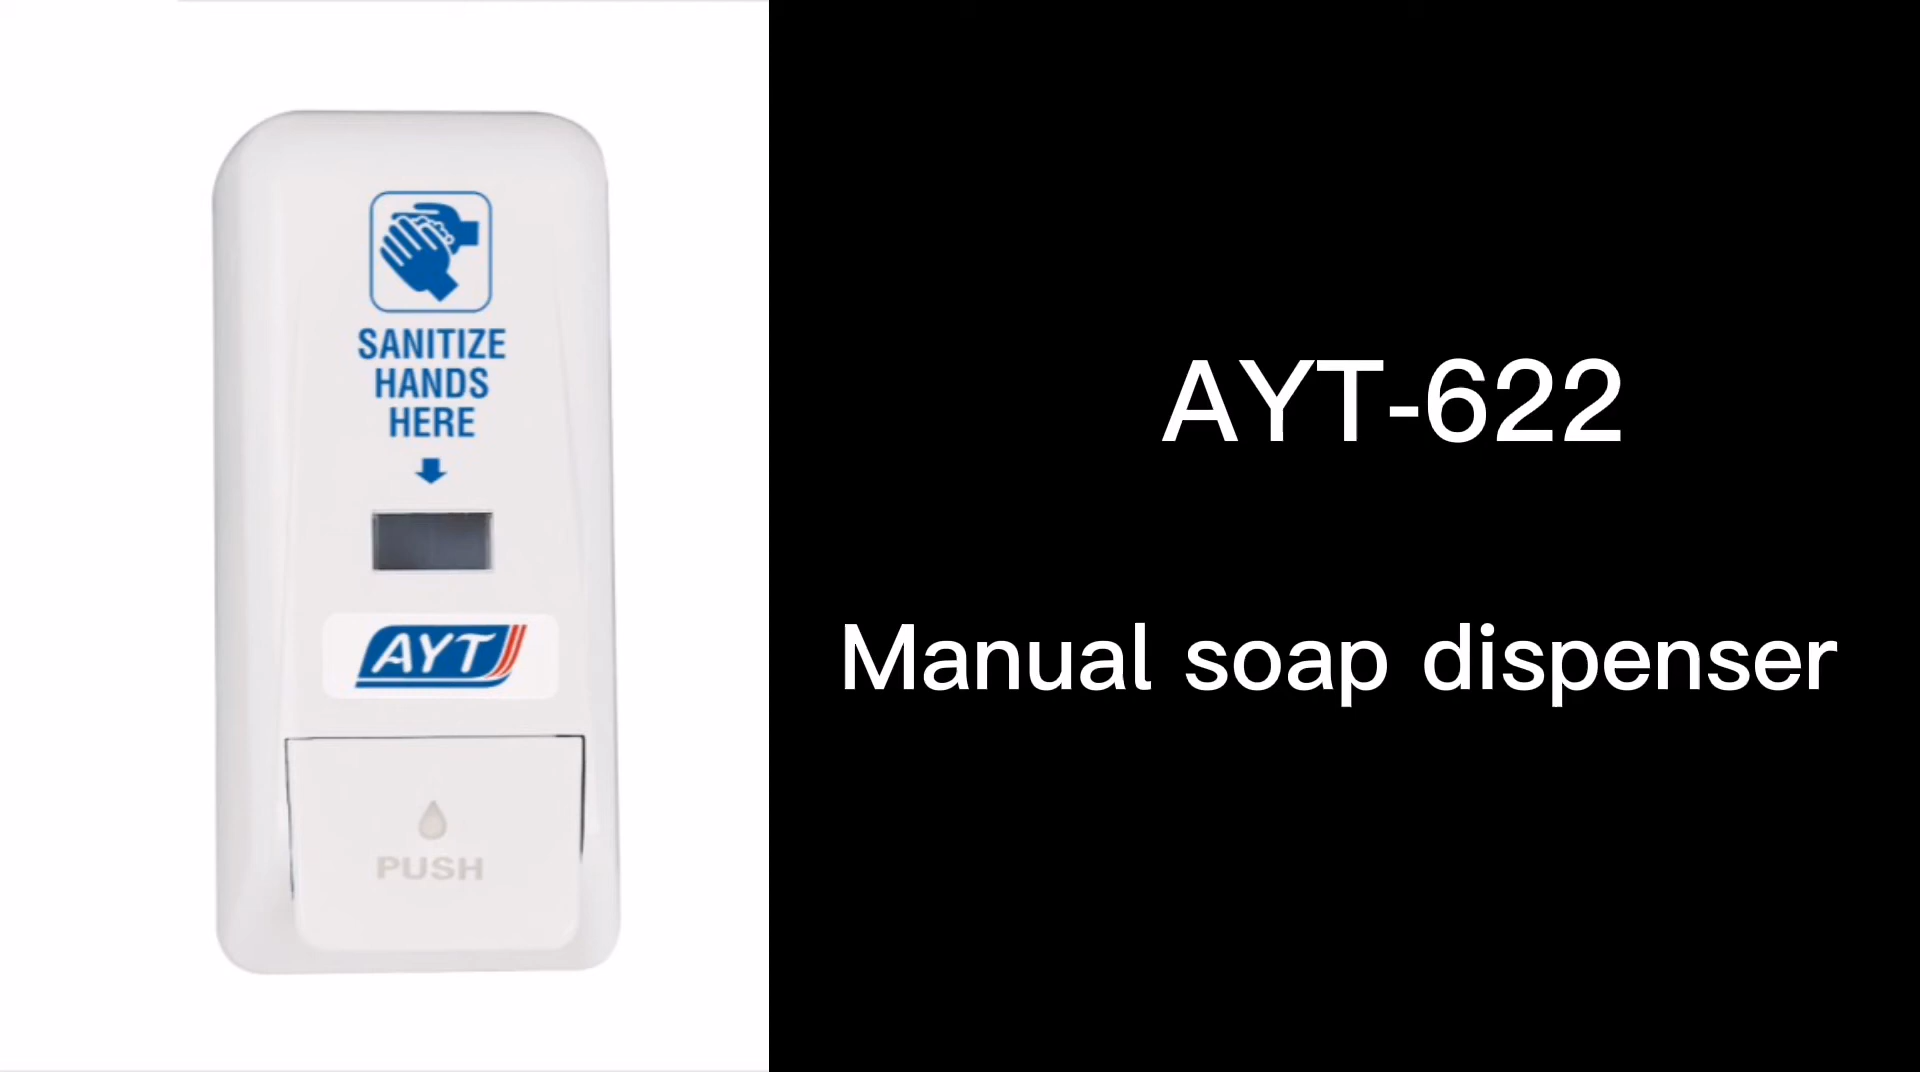 SANITIZE
HANDS
HERE
AYT
PUSH
AYT-622
Manual soap dispenser